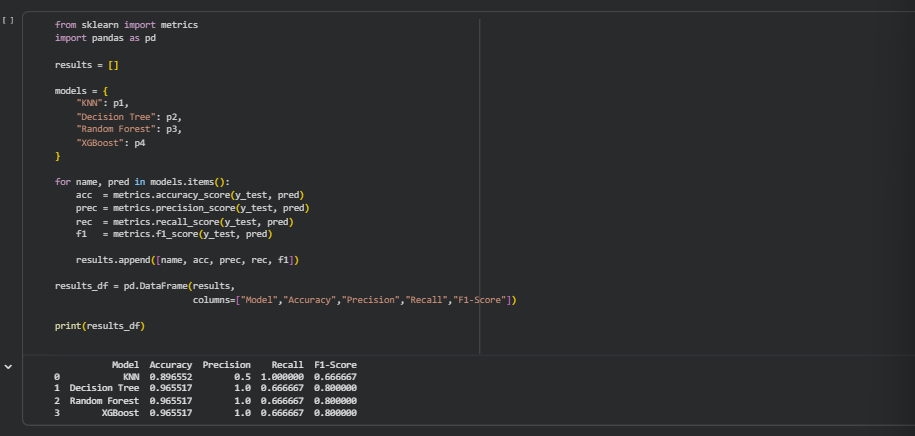 [ ]
from sklearn import metrics
import pandas as pd
results = []
models = {
"KNN": p1,
"Decision Tree": p2,
"Random Forest": p3,
"XGBoost": p4
}
for name, pred in models.items():
acc = metrics.accuracy_score(y_test, pred)
prec = metrics.precision_score(y_test, pred)
rec = metrics.recall_score(y_test, pred)
f1 = metrics.f1_score(y_test, pred)
results.append([name, acc, prec, rec, f1])
results_df = pd.DataFrame(results,
columns=["Model","Accuracy","Precision","Recall","F1-Score"])
print(results_df)
Model Accuracy Precision Recall F1-Score
0 KNN 0.896552 0.5 1.000000 0.666667
1 Decision Tree 0.965517 1.0 0.666667 0.800000
2 Random Forest 0.965517 1.0 0.666667 0.800000
3 XGBoost 0.965517 1.0 0.666667 0.800000